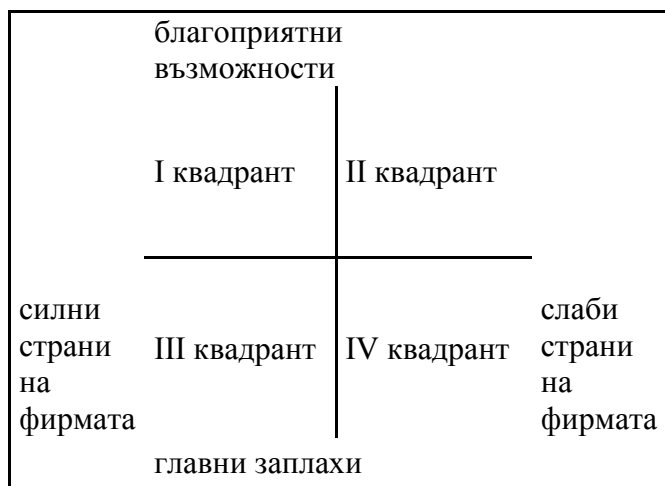 благоприятни
възможности
I квадрант
II квадрант
силни
страни
на
фирмата
III квадрант
IV квадрант
слаби
страни
на
фирмата
главни заплахи